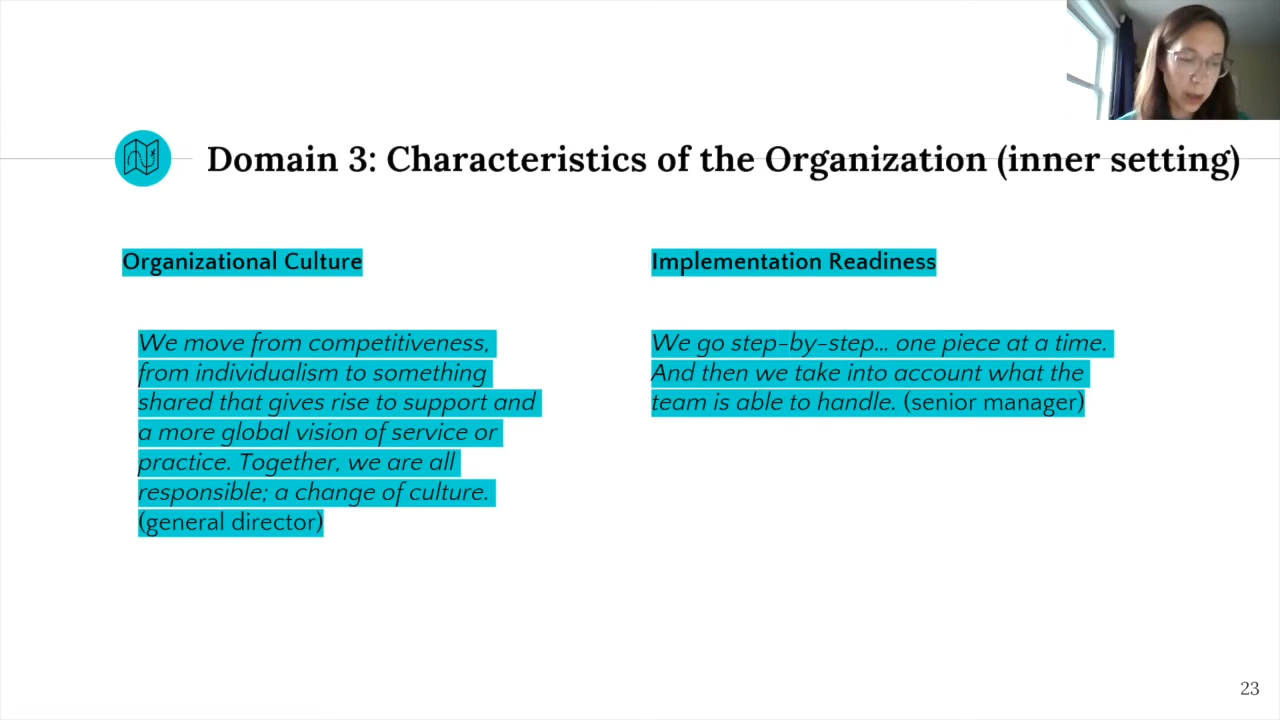 Domain 3: Characteristics of the Organization (inner setting)
Organizational Culture
We move from competitiveness,
from individualism to something
shared that gives rise to support and
a more global vision of service or
practice. Together, we are all
responsible; a change of culture.
(general director)
Implementation Readiness
We go step-by-step... one piece at a time.
And then we take into account what the
team is able to handle. (senior manager)
23